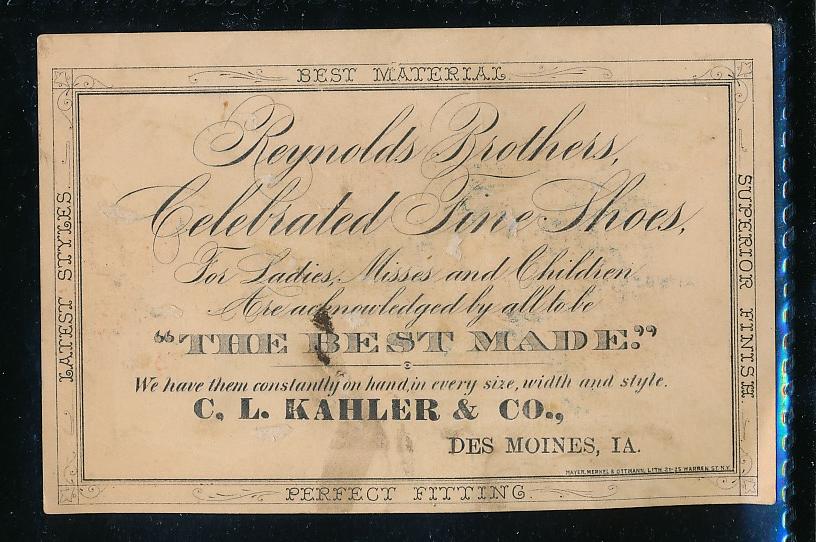 BEST MATERIAL
LATEST STYLES.
SUPERIOR FINISH.
Reynolds Brothers,
Celebrated Fine Shoes,
For Ladies, Misses and Children
Are acknowledged by all to be
"THE BEST MADE."
We have them constantly on hand, in every size, width and style.
C. L. KAHLER & CO.,
DES MOINES, IA.
MAYER, MERKEL & OTTMANN, LITH. 21-25 WARREN ST. N.Y.
PERFECT FITTING.